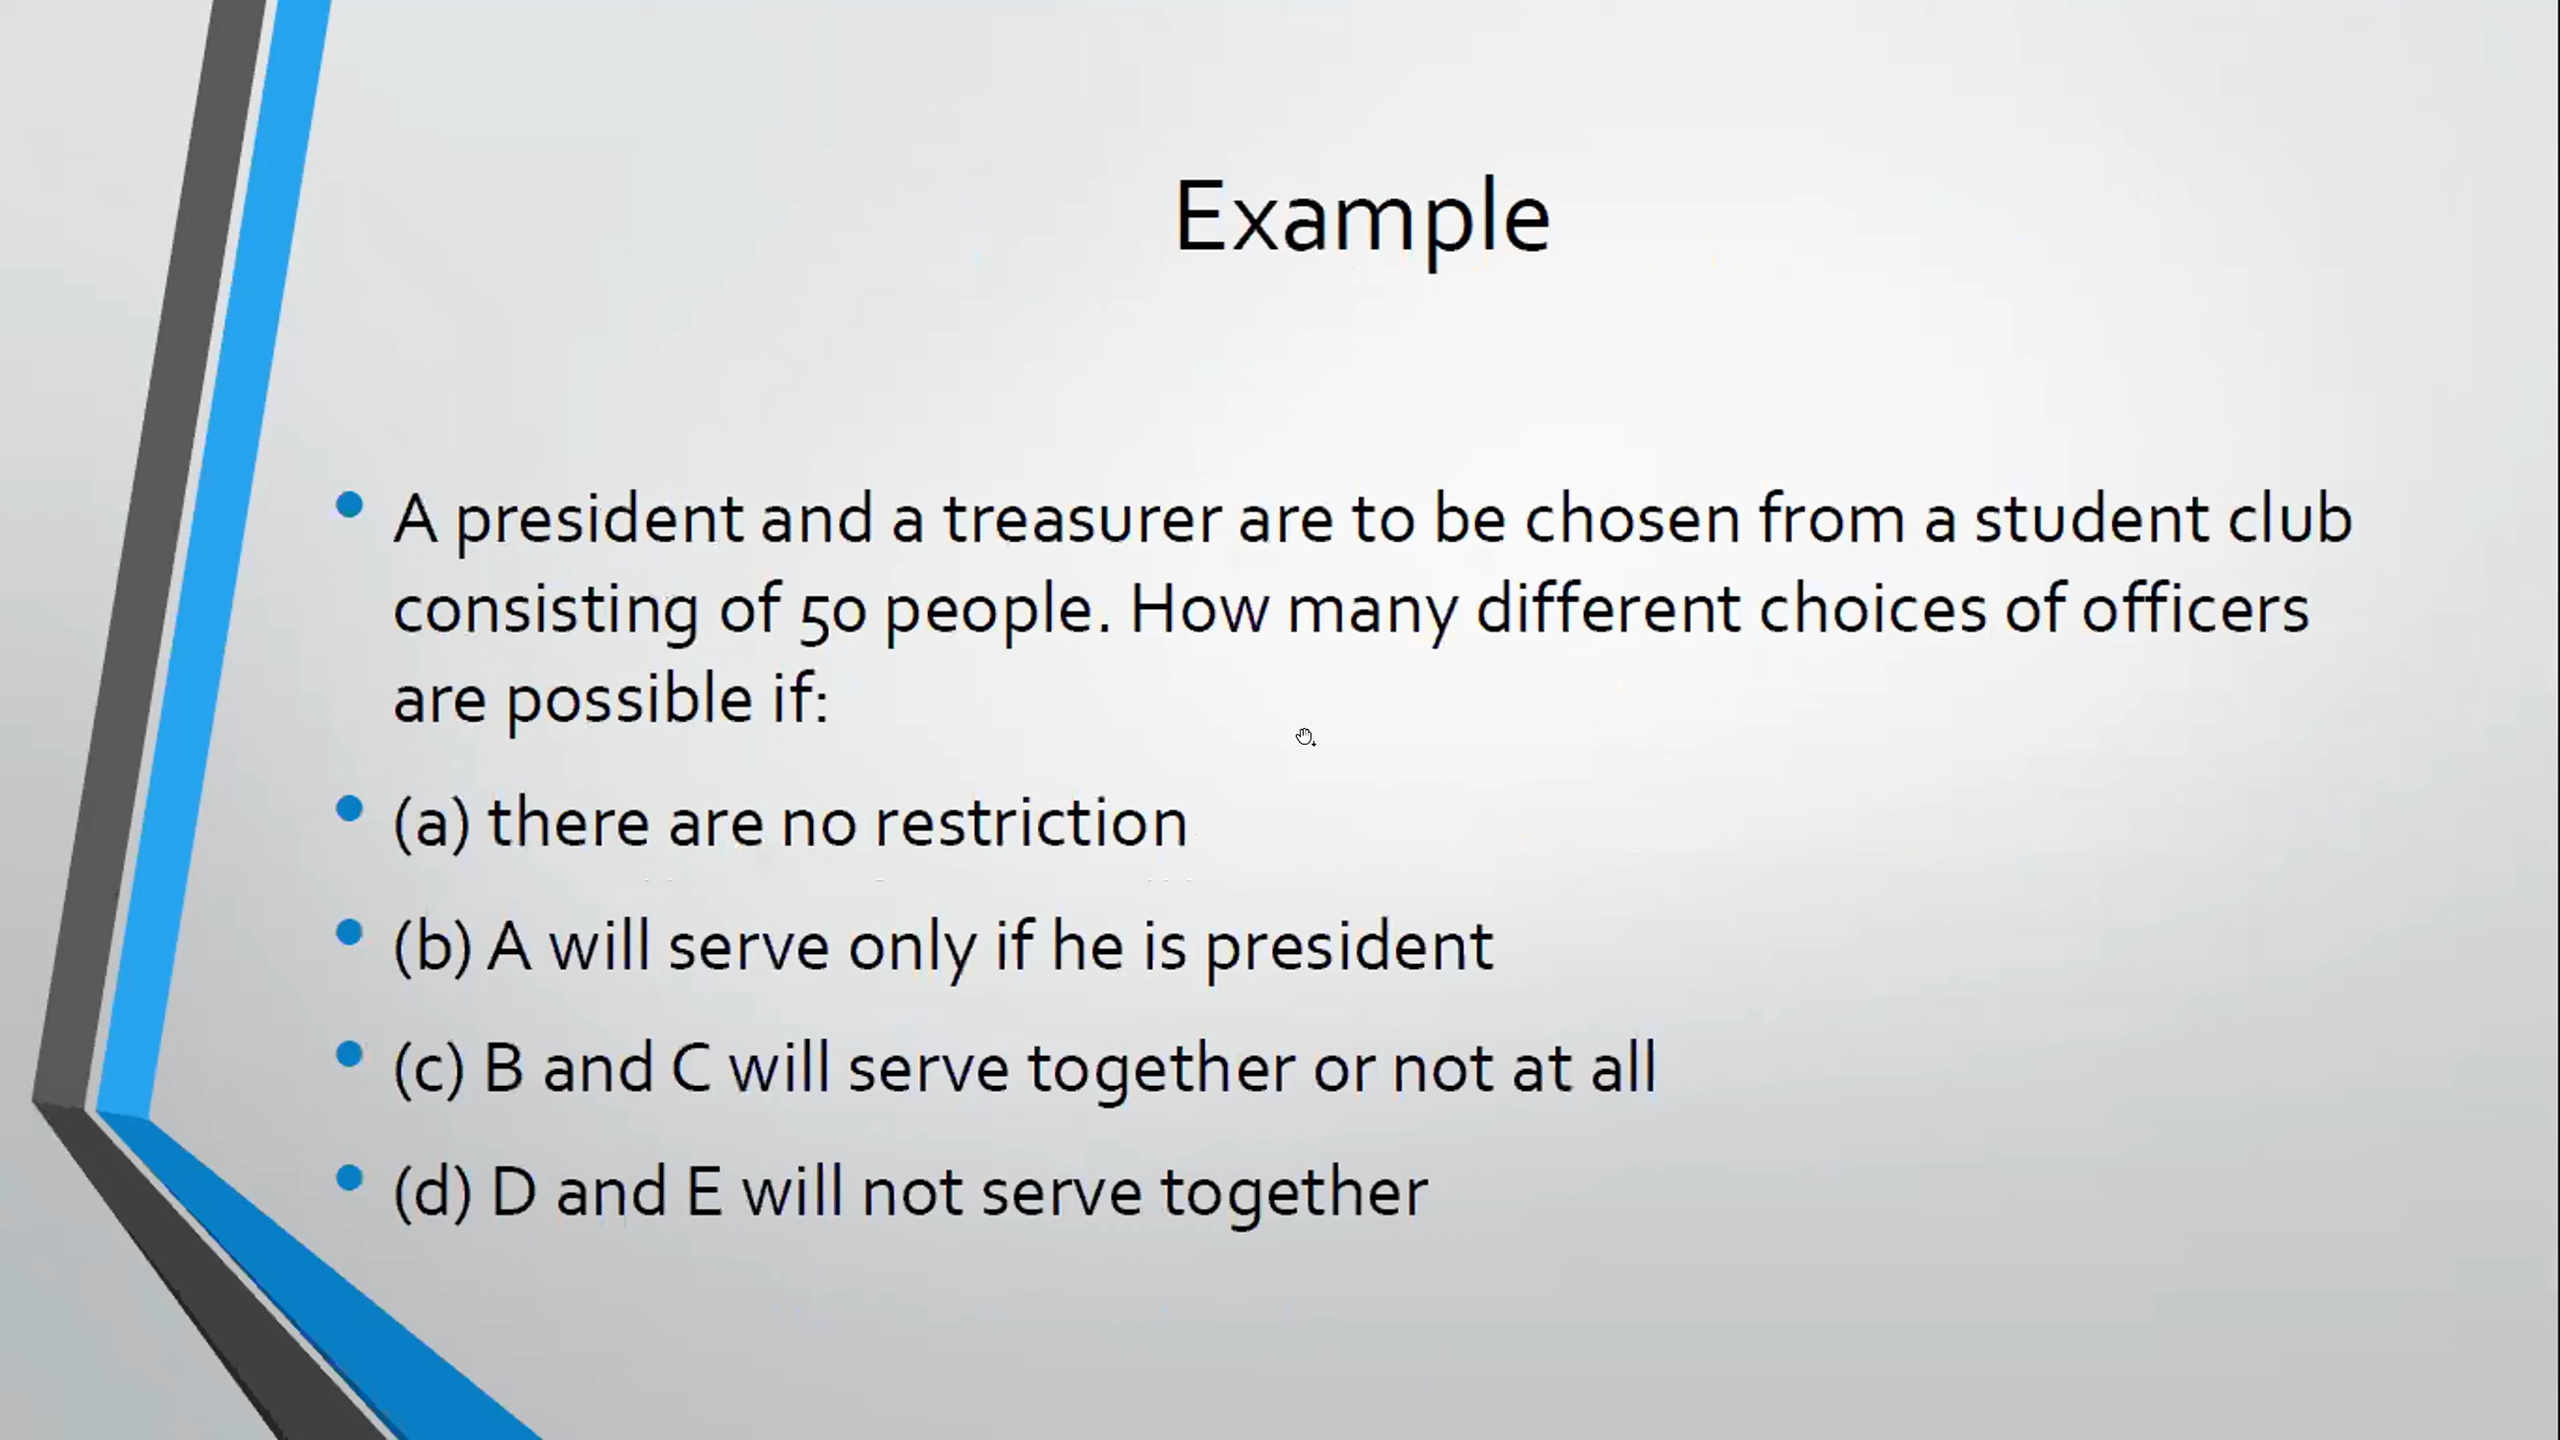 Example
• A president and a treasurer are to be chosen from a student club
consisting of 50 people. How many different choices of officers
are possible if:
• (a) there are no restriction
• (b) A will serve only if he is president
• (c) B and C will serve together or not at all
• (d) D and E will not serve together